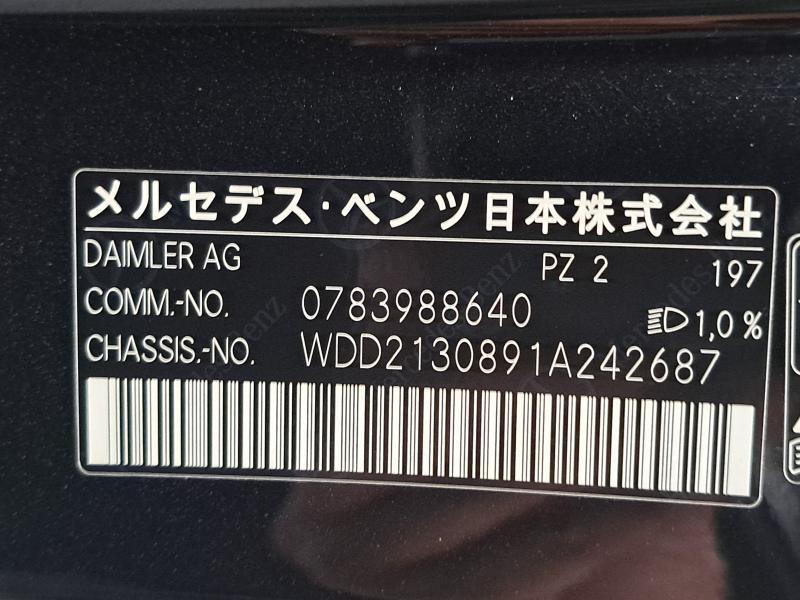 メルセデス・ベンツ日本株式会社
DAIMLER AG PZ 2 197
COMM.-NO. 0783988640 1,0 %
CHASSIS.-NO. WDD2130891A242687